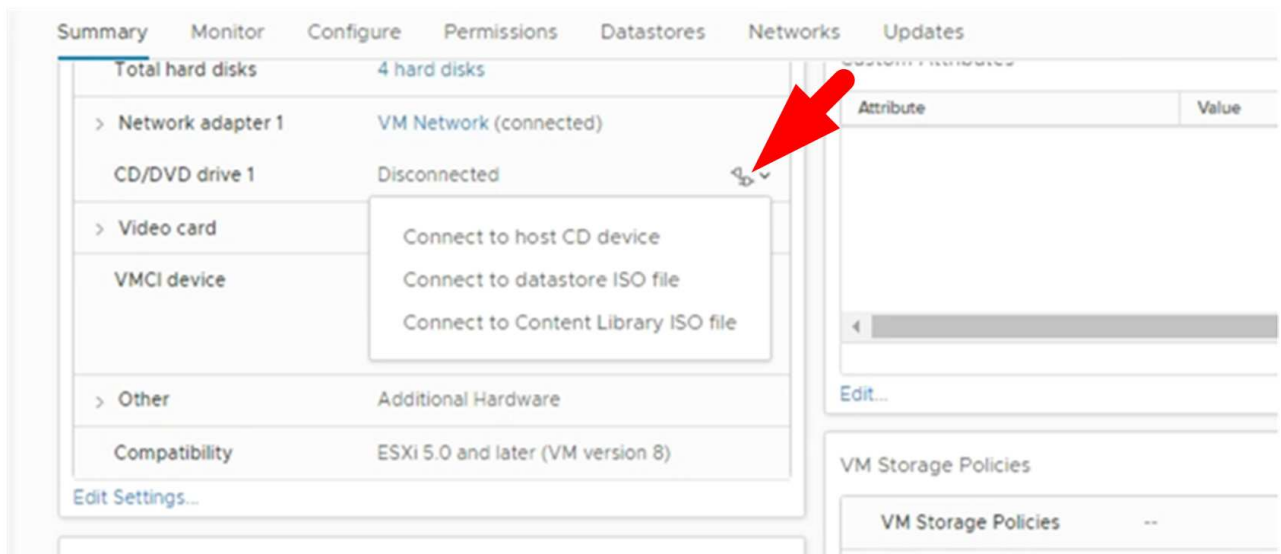 Summary Monitor Configure Permissions Datastores Networks Updates
Total hard disks 4 hard disks
Network adapter 1 VM Network (connected)
CD/DVD drive 1 Disconnected
Video card
Connect to host CD device
Connect to datastore ISO file
Connect to Content Library ISO file
VMCI device
Other Additional Hardware
Compatibility ESXi 5.0 and later (VM version 8)
Edit Settings...
Custom Attributes
Attribute Value
Edit...
VM Storage Policies
VM Storage Policies --